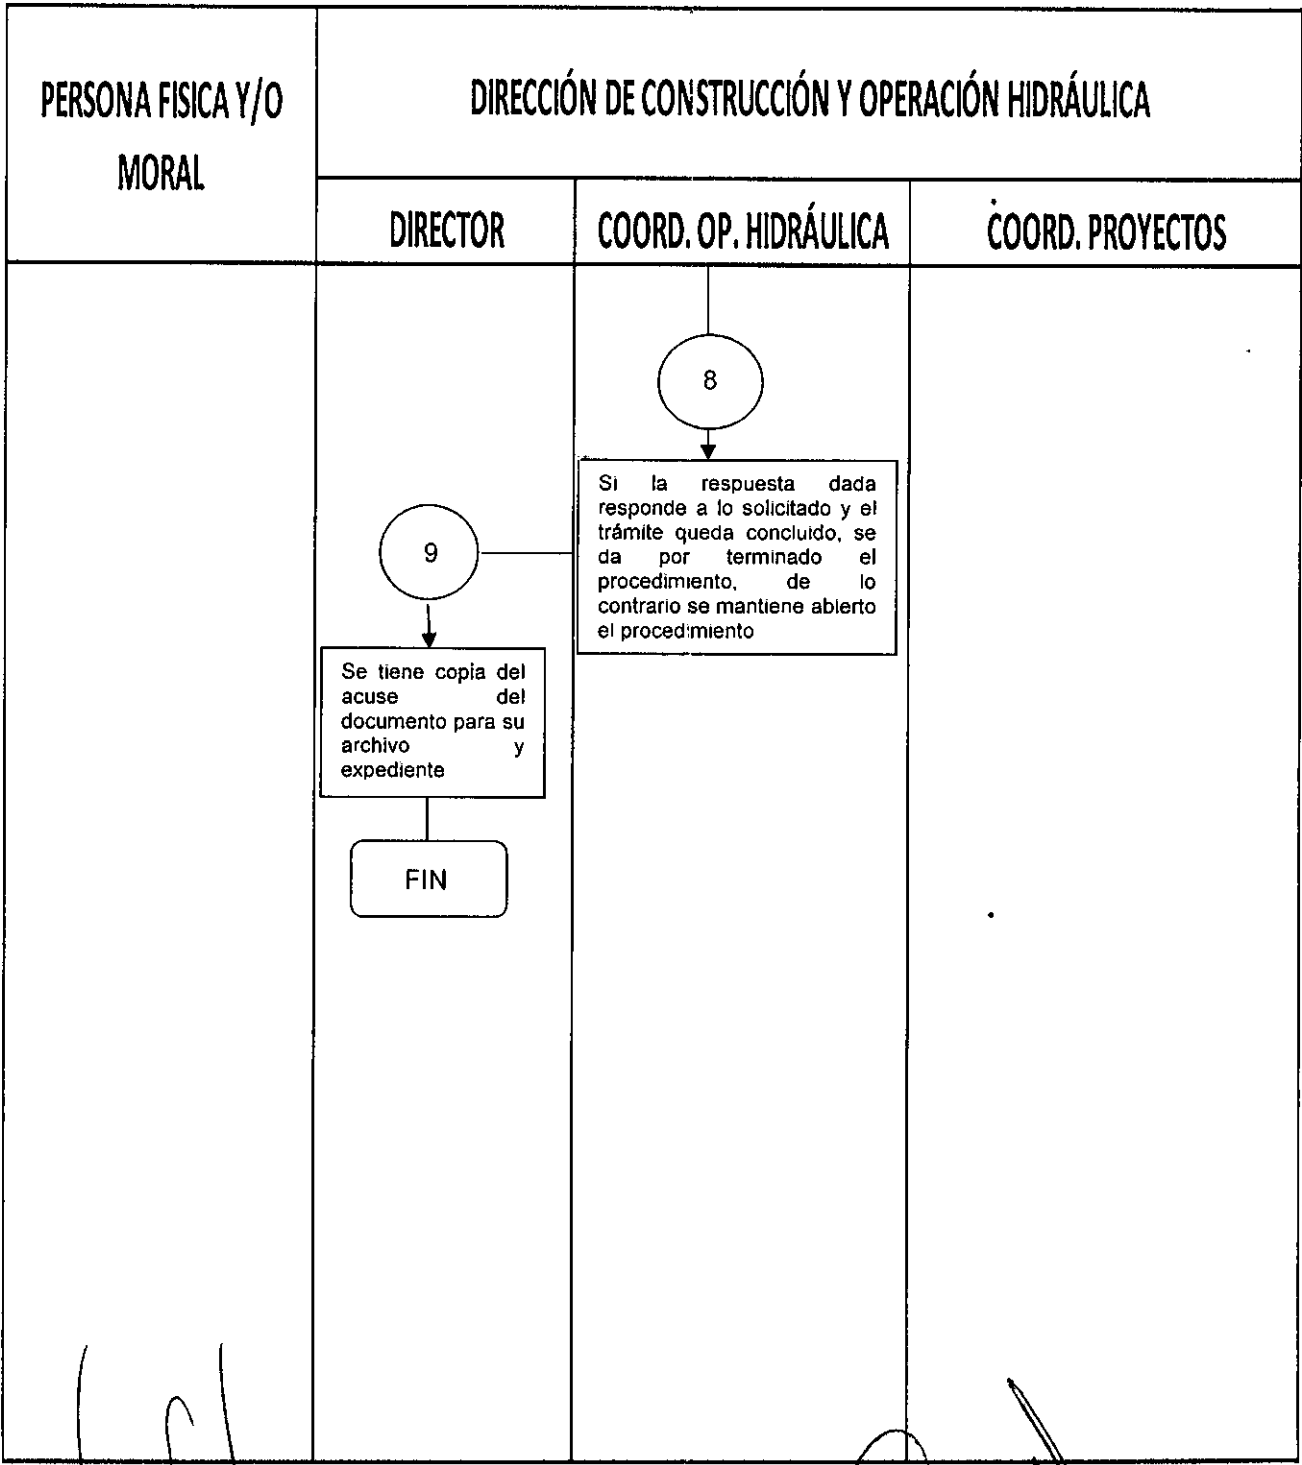 PERSONA FISICA Y/O
MORAL
DIRECCIÓN DE CONSTRUCCIÓN Y OPERACIÓN HIDRÁULICA
DIRECTOR
COORD. OP. HIDRÁULICA
COORD. PROYECTOS
8
Si la respuesta dada
responde a lo solicitado y el
trámite queda concluido, se
da por terminado el
procedimiento, de lo
contrario se mantiene abierto
el procedimiento
9
Se tiene copia del
acuse del
documento para su
archivo y
expediente
FIN